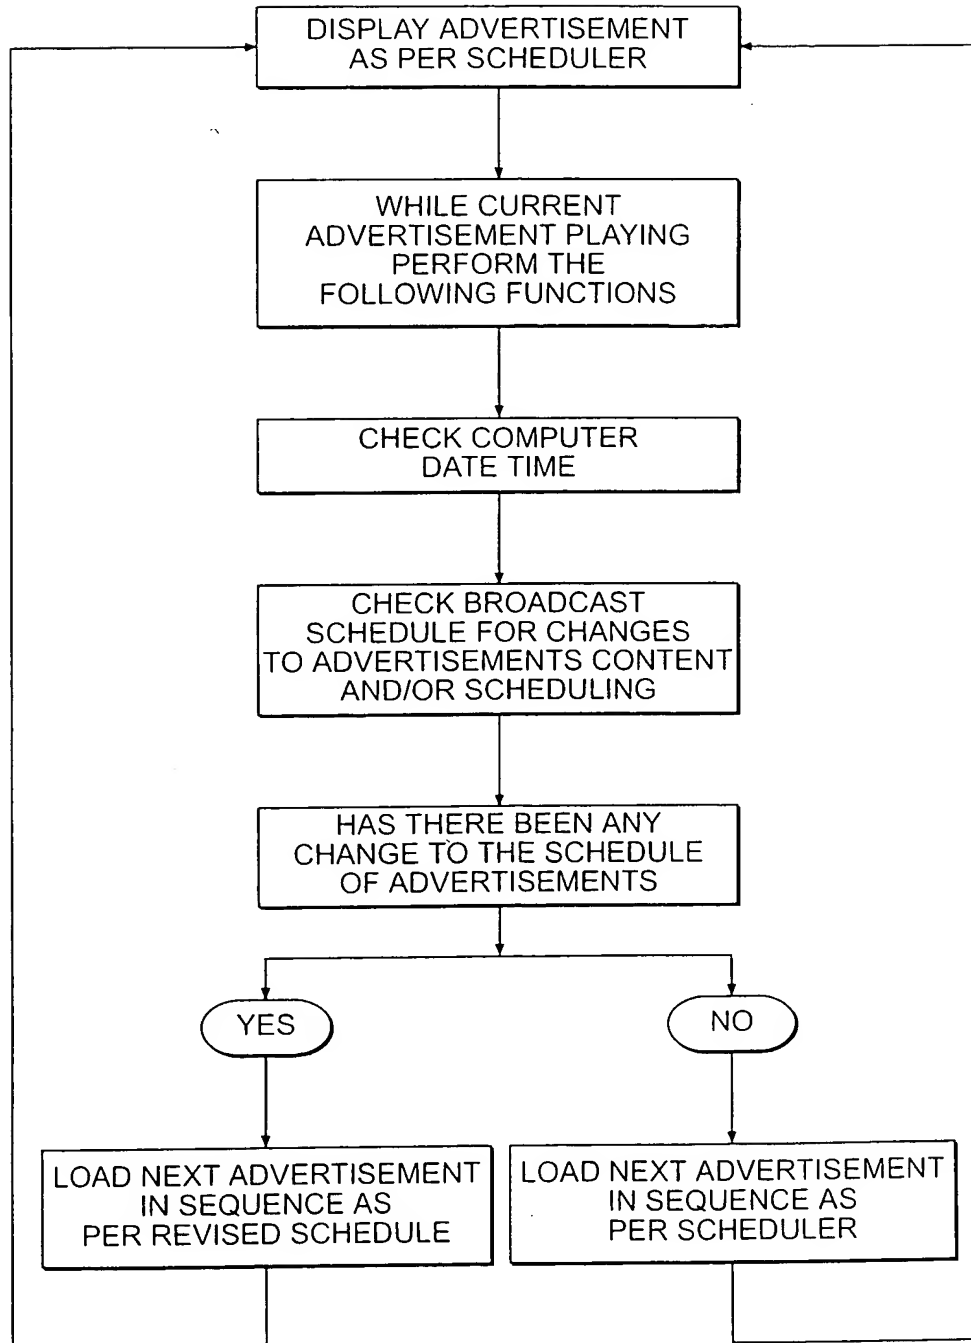 DISPLAY ADVERTISEMENT
AS PER SCHEDULER
WHILE CURRENT
ADVERTISEMENT PLAYING
PERFORM THE
FOLLOWING FUNCTIONS
CHECK COMPUTER
DATE TIME
CHECK BROADCAST
SCHEDULE FOR CHANGES
TO ADVERTISEMENTS CONTENT
AND/OR SCHEDULING
HAS THERE BEEN ANY
CHANGE TO THE SCHEDULE
OF ADVERTISEMENTS
YES
NO
LOAD NEXT ADVERTISEMENT
IN SEQUENCE AS
PER REVISED SCHEDULE
LOAD NEXT ADVERTISEMENT
IN SEQUENCE AS
PER SCHEDULER